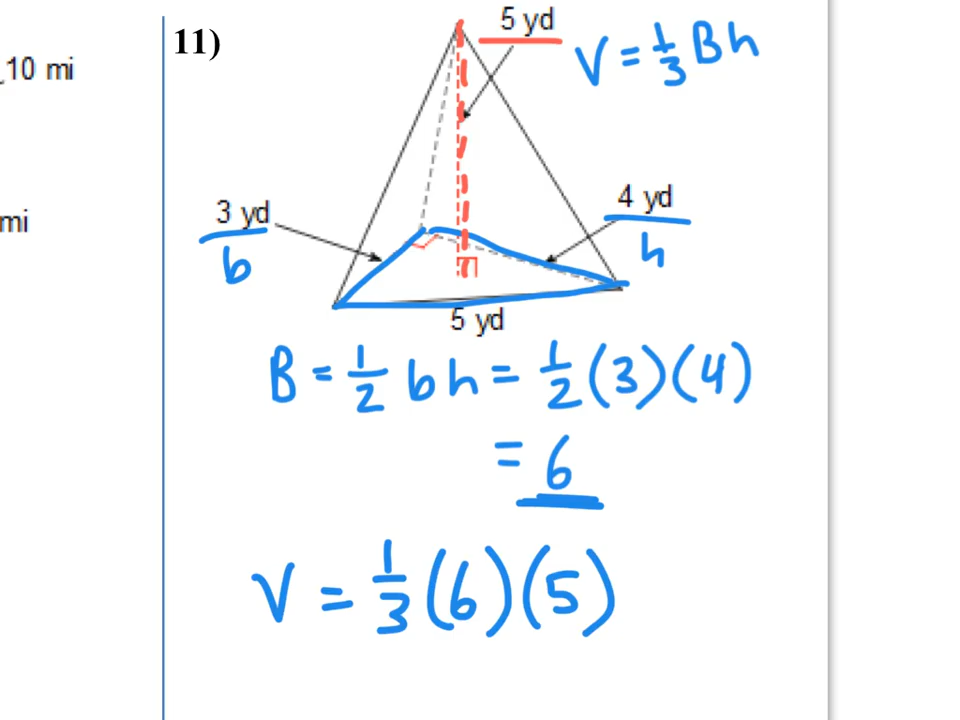 10 mi
mi
11)
5 yd
V = 1/3 Bh
3 yd
b
4 yd
h
5 yd
B = 1/2 bh = 1/2 (3)(4)
= 6
V = 1/3 (6)(5)